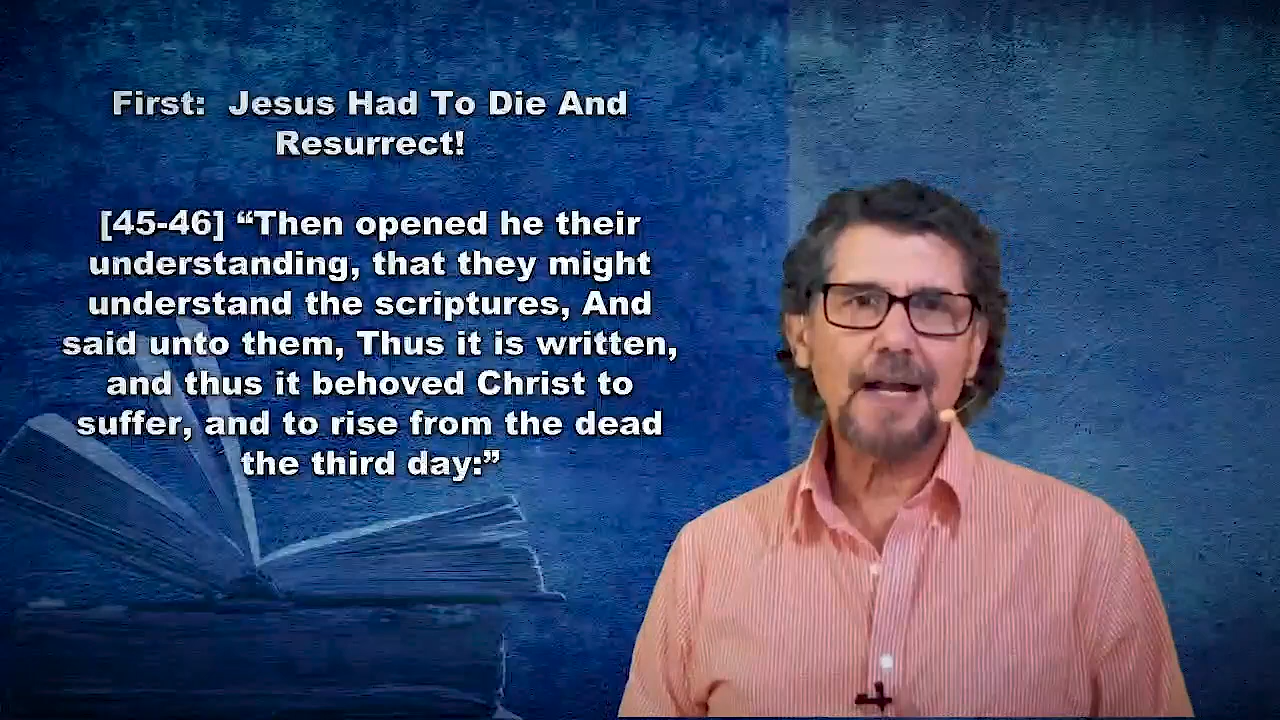 First:  Jesus Had To Die And
Resurrect!
[45-46] “Then opened he their
understanding, that they might
understand the scriptures, And
said unto them, Thus it is written,
and thus it behoved Christ to
suffer, and to rise from the dead
the third day:”